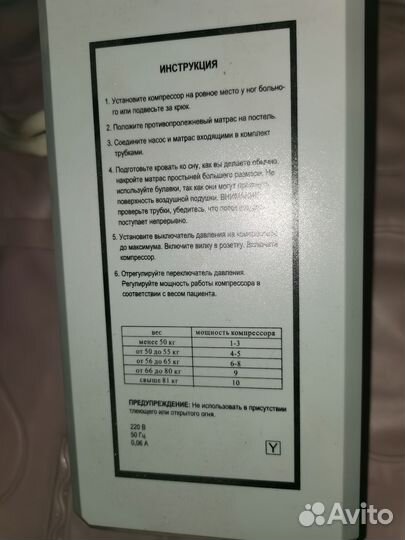 ИНСТРУКЦИЯ
1. Установите компрессор на ровное место у ног больно-
го или подвесьте за крюк.
2. Положите противопролежневый матрас на постель.
3. Соедините насос и матрас входящими в комплект
трубками.
4. Подготовьте кровать ко сну, как вы делаете обычно,
накройте матрас простыней большего размера. Не
используйте булавки, так как они могут проткнуть
поверхность воздушной подушки. ВНИМАНИЕ:
проверьте трубки, убедитесь, что поток
поступает непрерывно.
5. Установите выключатель давления на компрессоре
до максимума. Включите вилку в розетку. Включите
компрессор.
6. Отрегулируйте переключатель давления.
Регулируйте мощность работы компрессора в
соответствии с весом пациента.
вес мощность компрессора
менее 50 кг 1-3
от 50 до 55 кг 4-5
от 56 до 65 кг 6-8
от 66 до 80 кг 9
свыше 81 кг 10
ПРЕДУПРЕЖДЕНИЕ: Не использовать в присутствии
тлеющего или открытого огня.
220 В
50 Гц
0,06 А
Y
Avito